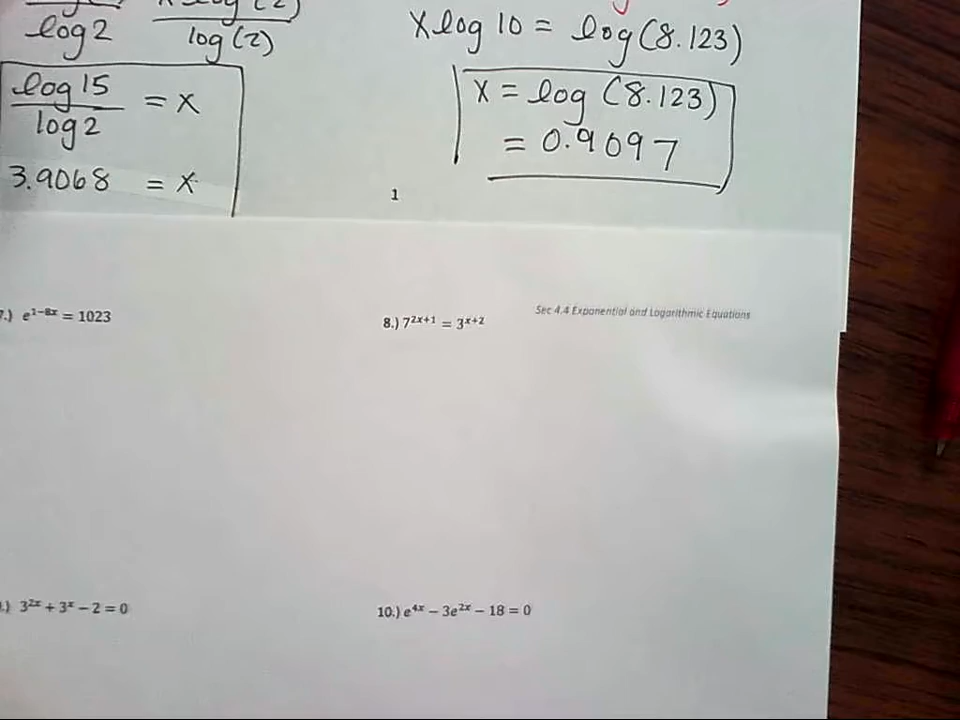 log 2 log(2)
log 15
log 2 = x
3.9068 = x
x log 10 = log(8.123)
x = log (8.123)
= 0.9097
1
Sec 4.4 Exponential and Logarithmic Equations
7.) e^{1-8x} = 1023
8.) 7^{2x+1} = 3^{x+2}
.) 3^{2x} + 3^x − 2 = 0
10.) e^{4x} − 3e^{2x} − 18 = 0